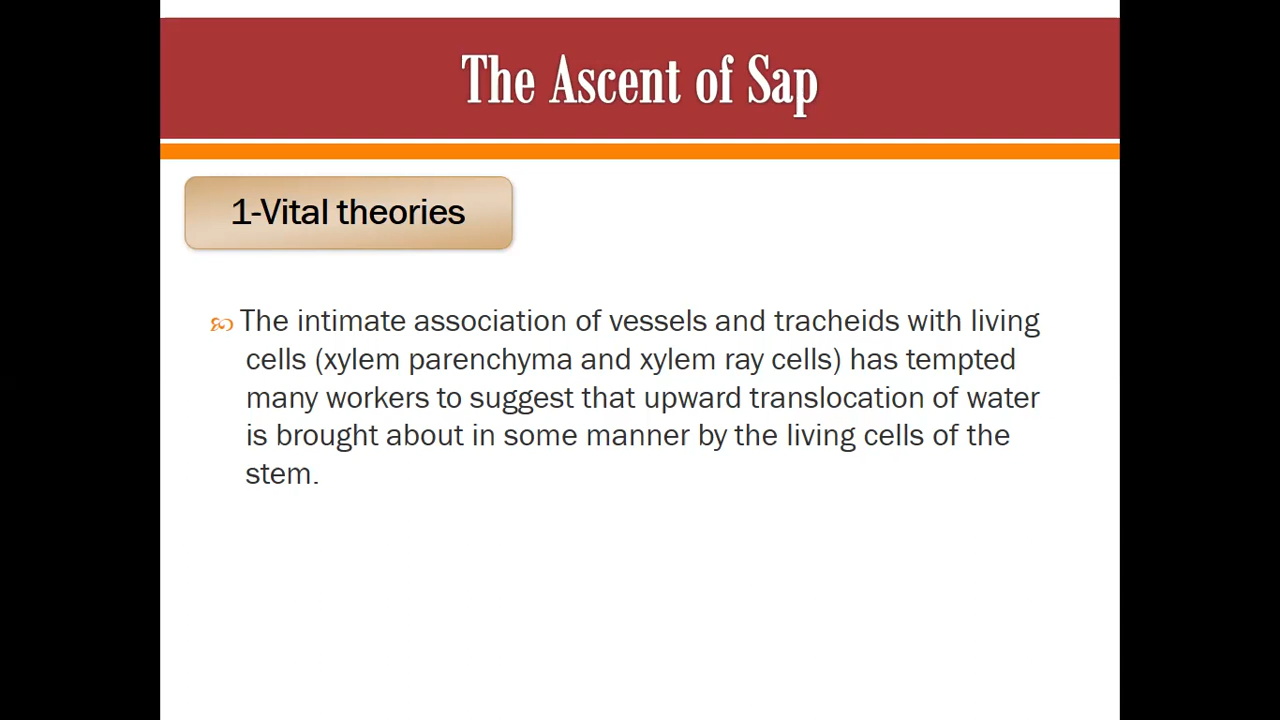 The Ascent of Sap
1-Vital theories
The intimate association of vessels and tracheids with living
cells (xylem parenchyma and xylem ray cells) has tempted
many workers to suggest that upward translocation of water
is brought about in some manner by the living cells of the
stem.